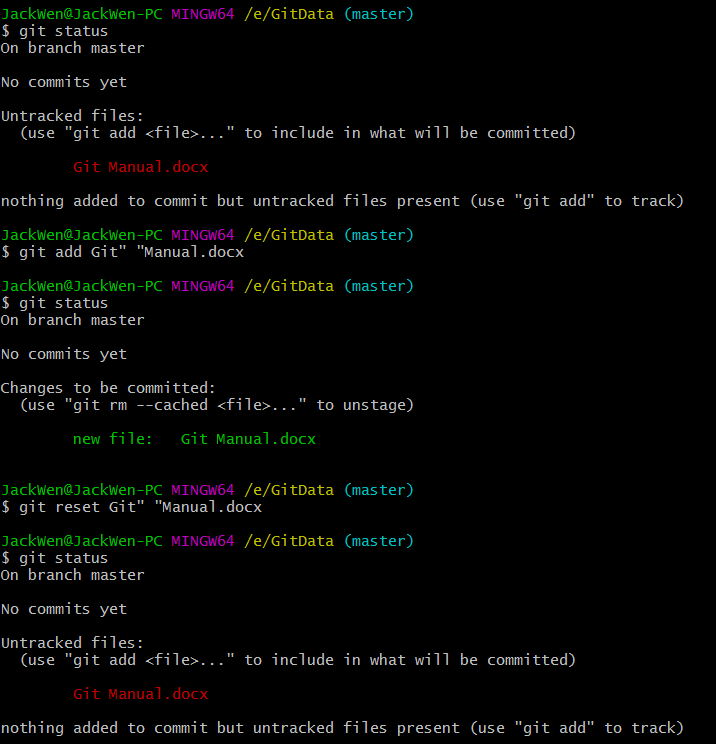 JackWen@JackWen-PC MINGW64 /e/GitData (master)
$ git status
On branch master
No commits yet
Untracked files:
(use "git add <file>..." to include in what will be committed)
Git Manual.docx
nothing added to commit but untracked files present (use "git add" to track)
JackWen@JackWen-PC MINGW64 /e/GitData (master)
$ git add Git" "Manual.docx
JackWen@JackWen-PC MINGW64 /e/GitData (master)
$ git status
On branch master
No commits yet
Changes to be committed:
(use "git rm --cached <file>..." to unstage)
new file:   Git Manual.docx
JackWen@JackWen-PC MINGW64 /e/GitData (master)
$ git reset Git" "Manual.docx
JackWen@JackWen-PC MINGW64 /e/GitData (master)
$ git status
On branch master
No commits yet
Untracked files:
(use "git add <file>..." to include in what will be committed)
Git Manual.docx
nothing added to commit but untracked files present (use "git add" to track)